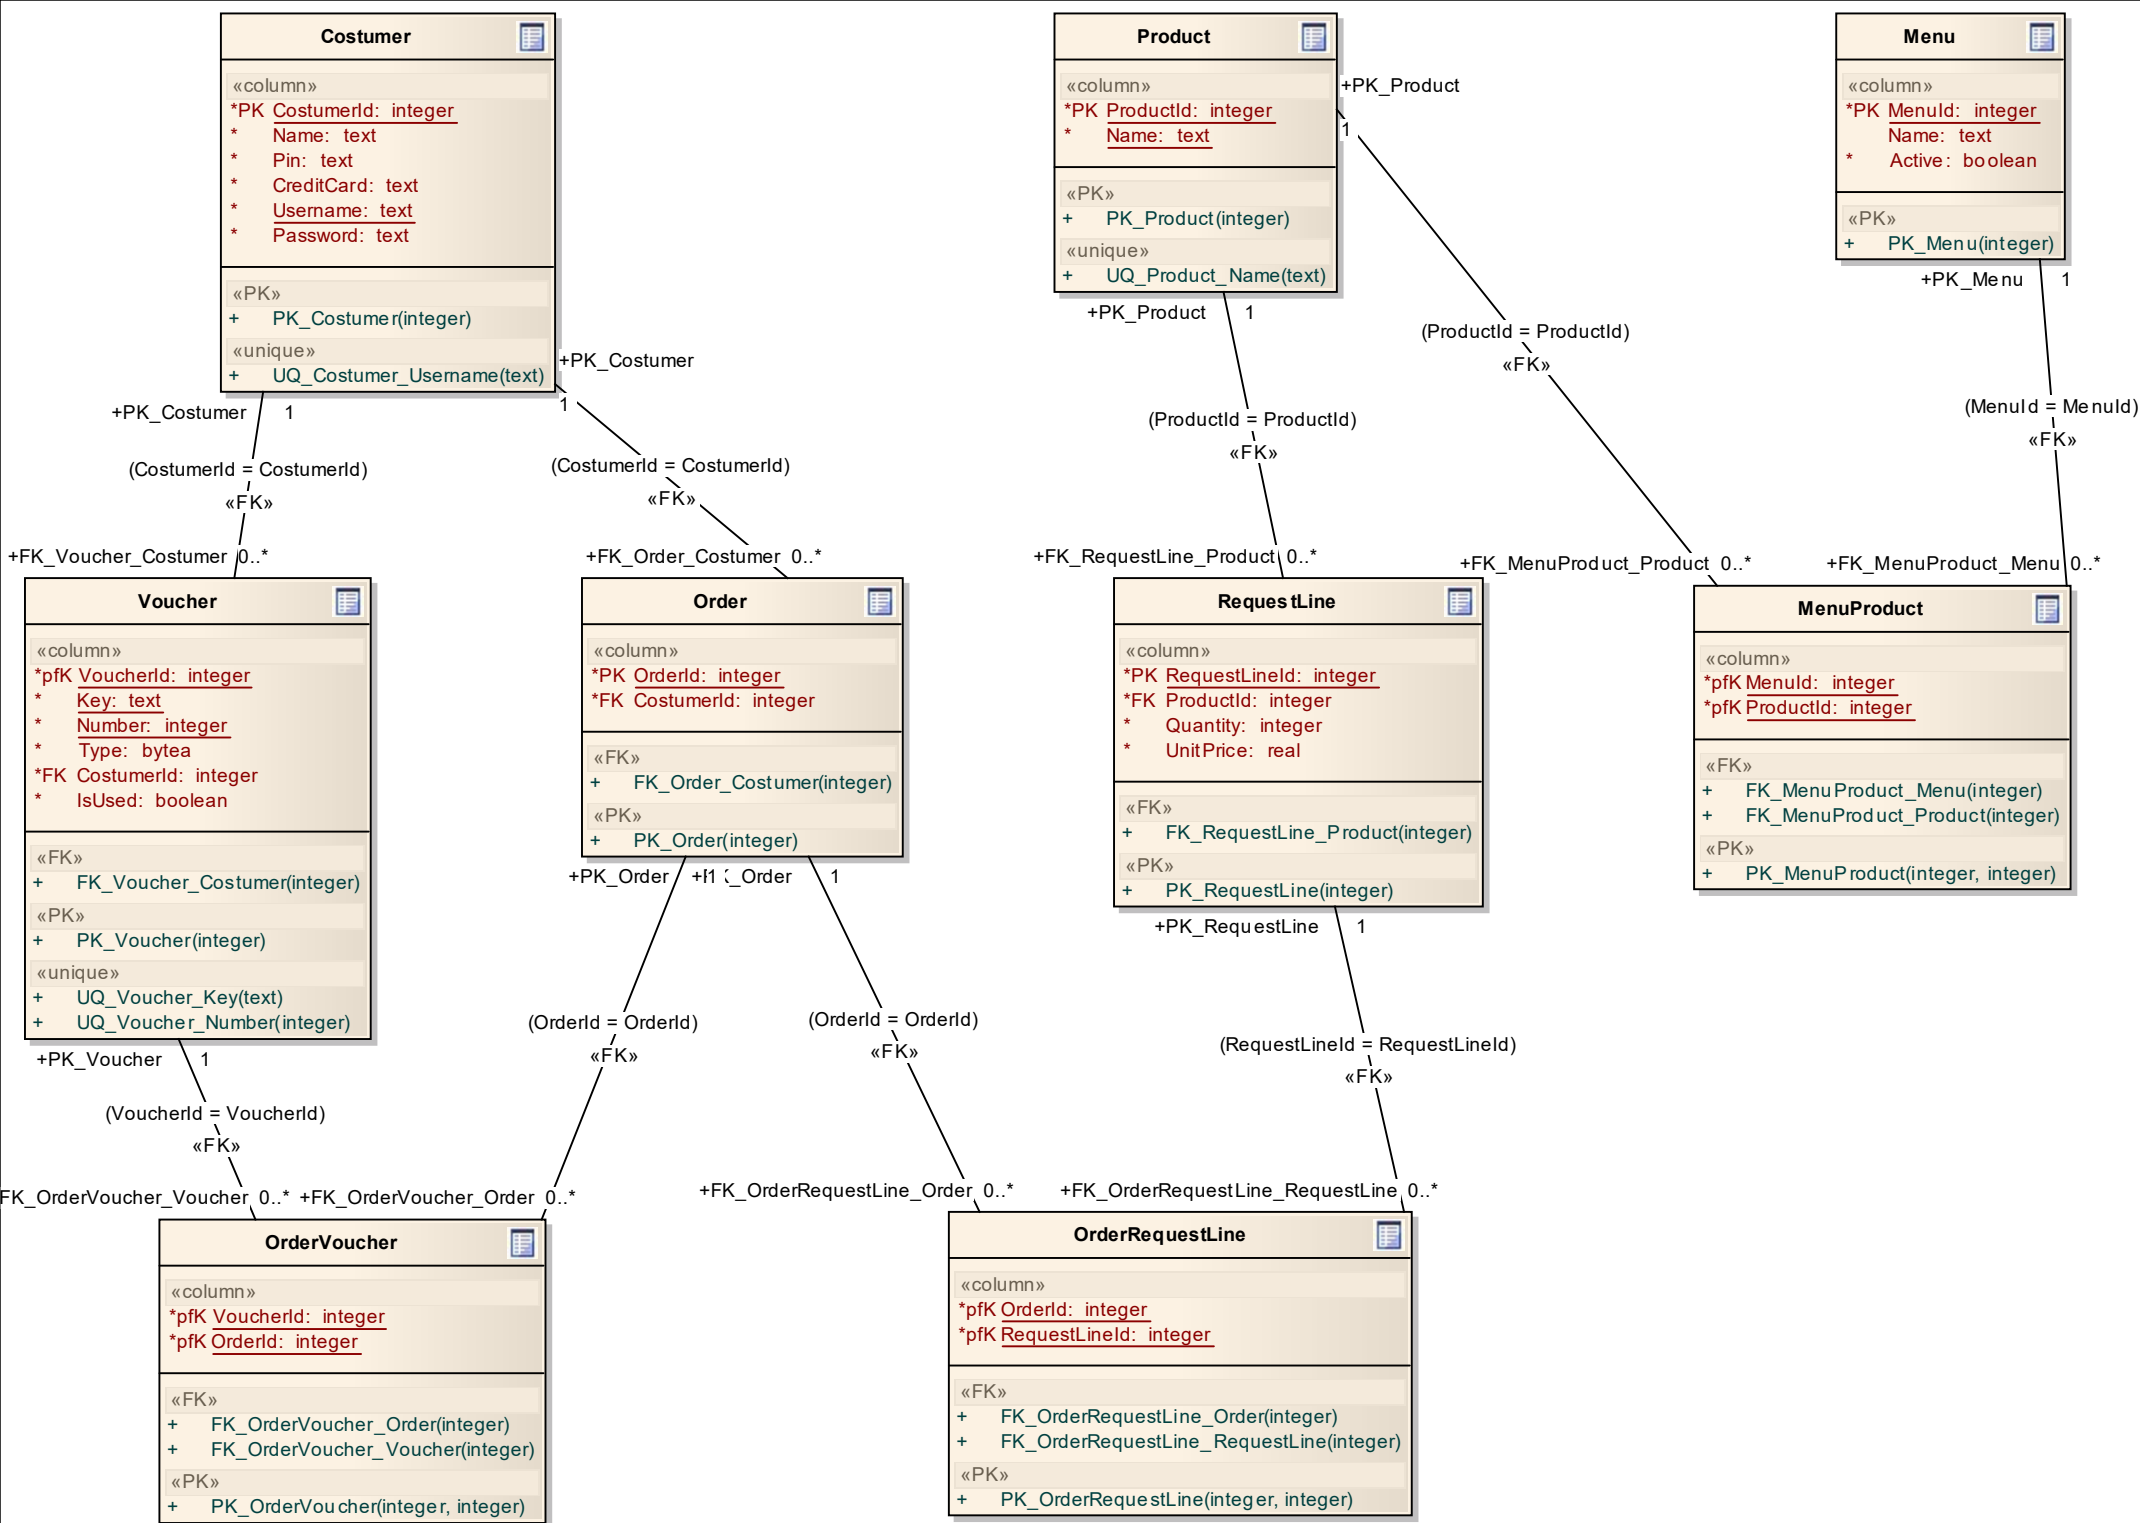 Costumer
«column»
*PK CostumerId: integer
* Name: text
* Pin: text
* CreditCard: text
* Username: text
* Password: text
«PK»
+ PK_Costumer(integer)
«unique»
+ UQ_Costumer_Username(text)
Product
«column»
*PK ProductId: integer
* Name: text
«PK»
+ PK_Product(integer)
«unique»
+ UQ_Product_Name(text)
Menu
«column»
*PK MenuId: integer
Name: text
* Active: boolean
«PK»
+ PK_Menu(integer)
+PK_Costumer 1
(CostumerId = CostumerId)
«FK»
+FK_Voucher_Costumer 0..*
+PK_Costumer
1
(CostumerId = CostumerId)
«FK»
+FK_Order_Costumer 0..*
+PK_Product 1
(ProductId = ProductId)
«FK»
+FK_RequestLine_Product 0..*
+PK_Product
1
(ProductId = ProductId)
«FK»
+FK_MenuProduct_Product 0..*
+PK_Menu 1
(MenuId = MenuId)
«FK»
+FK_MenuProduct_Menu 0..*
Voucher
«column»
*pfK VoucherId: integer
* Key: text
* Number: integer
* Type: bytea
*FK CostumerId: integer
* IsUsed: boolean
«FK»
+ FK_Voucher_Costumer(integer)
«PK»
+ PK_Voucher(integer)
«unique»
+ UQ_Voucher_Key(text)
+ UQ_Voucher_Number(integer)
Order
«column»
*PK OrderId: integer
*FK CostumerId: integer
«FK»
+ FK_Order_Costumer(integer)
«PK»
+ PK_Order(integer)
RequestLine
«column»
*PK RequestLineId: integer
*FK ProductId: integer
* Quantity: integer
* UnitPrice: real
«FK»
+ FK_RequestLine_Product(integer)
«PK»
+ PK_RequestLine(integer)
MenuProduct
«column»
*pfK MenuId: integer
*pfK ProductId: integer
«FK»
+ FK_MenuProduct_Menu(integer)
+ FK_MenuProduct_Product(integer)
«PK»
+ PK_MenuProduct(integer, integer)
+PK_Voucher 1
(VoucherId = VoucherId)
«FK»
FK_OrderVoucher_Voucher 0..*
+PK_Order 1
(OrderId = OrderId)
«FK»
+FK_OrderVoucher_Order 0..*
_Order 1
(OrderId = OrderId)
«FK»
+FK_OrderRequestLine_Order 0..*
+PK_RequestLine 1
(RequestLineId = RequestLineId)
«FK»
+FK_OrderRequestLine_RequestLine 0..*
OrderVoucher
«column»
*pfK VoucherId: integer
*pfK OrderId: integer
«FK»
+ FK_OrderVoucher_Order(integer)
+ FK_OrderVoucher_Voucher(integer)
«PK»
+ PK_OrderVoucher(integer, integer)
OrderRequestLine
«column»
*pfK OrderId: integer
*pfK RequestLineId: integer
«FK»
+ FK_OrderRequestLine_Order(integer)
+ FK_OrderRequestLine_RequestLine(integer)
«PK»
+ PK_OrderRequestLine(integer, integer)